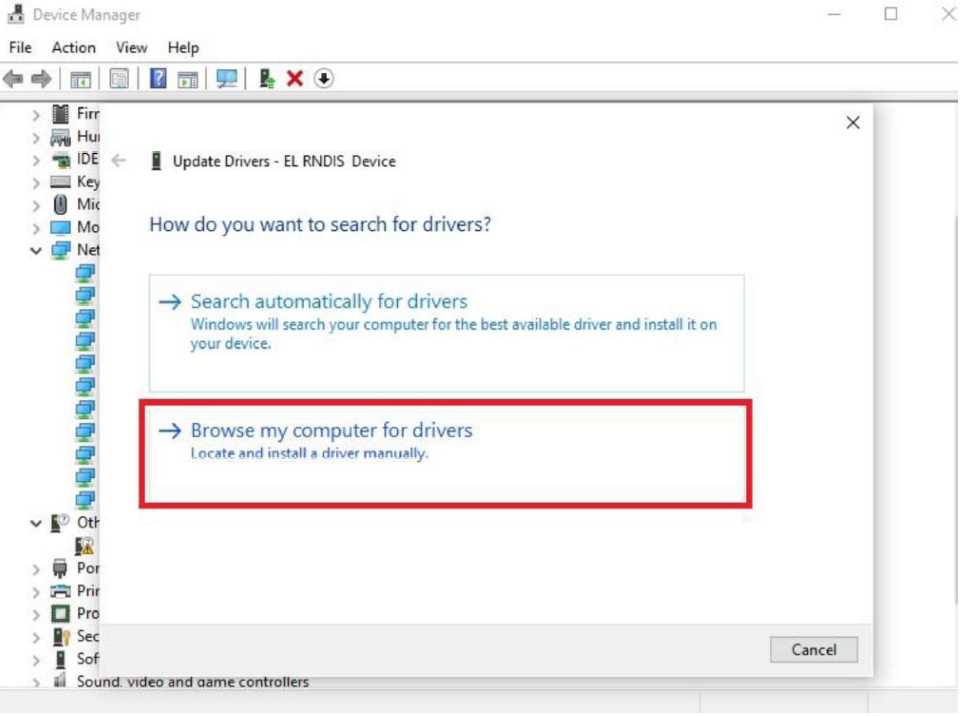 Device Manager
File Action View Help
Firr
Hu
IDE
Update Drivers - EL RNDIS Device
Key
Mic
Mo
How do you want to search for drivers?
Net
Search automatically for drivers
Windows will search your computer for the best available driver and install it on
your device.
Browse my computer for drivers
Locate and install a driver manually.
Oth
Por
Prir
Pro
Sec
Cancel
Sof
Sound, video and game controllers